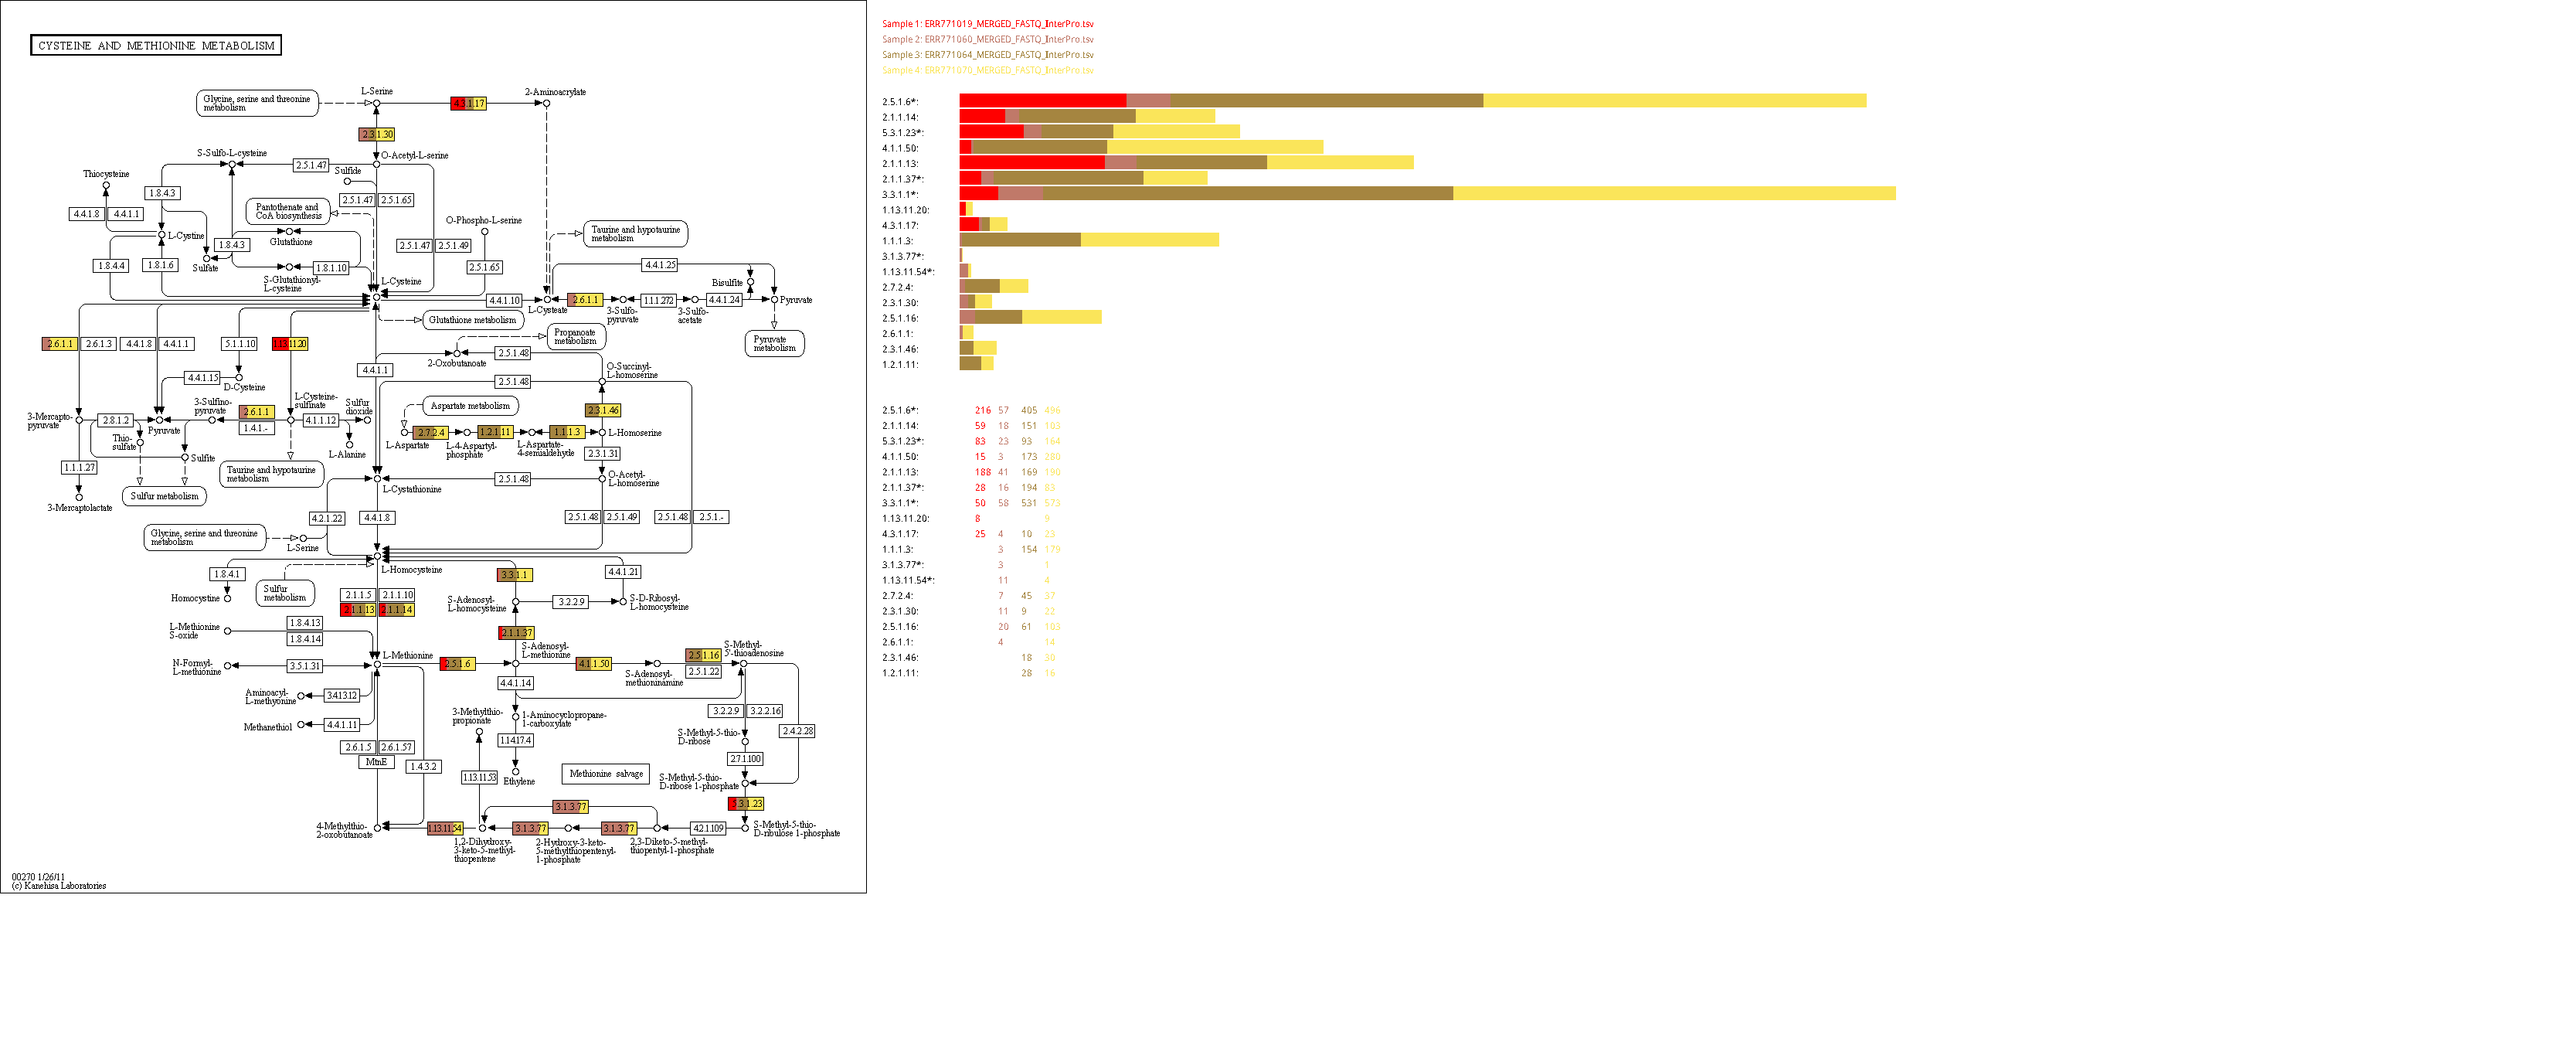 CYSTEINE AND METHIONINE METABOLISM
Glycine, serine and threonine
metabolism
L-Serine
4.3.1.17
2-Aminoacrylate
2.3.1.30
O-Acetyl-L-serine
S-Sulfo-L-cysteine
2.5.1.47
Sulfide
Thiocysteine
1.8.4.3
2.5.1.47
2.5.1.65
4.4.1.8
4.4.1.1
Pantothenate and
CoA biosynthesis
O-Phospho-L-serine
Taurine and hypotaurine
metabolism
L-Cystine
1.8.4.3
Glutathione
2.5.1.47
2.5.1.49
1.8.4.4
1.8.1.6
Sulfate
1.8.1.10
2.5.1.65
4.4.1.25
S-Glutathionyl-
L-cysteine
L-Cysteine
Bisulfite
4.4.1.10
L-Cysteate
2.6.1.1
3-Sulfo-
pyruvate
1.1.1.272
3-Sulfo-
acetate
4.4.1.24
Pyruvate
Glutathione metabolism
Propanoate
metabolism
Pyruvate
metabolism
2.6.1.1
2.6.1.3
4.4.1.8
4.4.1.1
5.1.1.10
1.13.11.20
2-Oxobutanoate
2.5.1.48
4.4.1.1
4.4.1.15
D-Cysteine
2.5.1.48
O-Succinyl-
L-homoserine
3-Mercapto-
pyruvate
2.8.1.2
Pyruvate
3-Sulfino-
pyruvate
2.6.1.1
1.4.1.-
L-Cysteine-
sulfinate
4.1.1.12
Sulfur
dioxide
Aspartate metabolism
2.3.1.46
L-Aspartate
2.7.2.4
L-4-Aspartyl-
phosphate
1.2.1.11
L-Aspartate-
4-semialdehyde
1.1.1.3
L-Homoserine
Thio-
sulfate
Sulfite
L-Alanine
2.3.1.31
1.1.1.27
Taurine and hypotaurine
metabolism
Sulfur metabolism
3-Mercaptolactate
L-Cystathionine
2.5.1.48
O-Acetyl-
L-homoserine
4.2.1.22
4.4.1.8
2.5.1.48
2.5.1.49
2.5.1.48
2.5.1.-
Glycine, serine and threonine
metabolism
L-Serine
L-Homocysteine
1.8.4.1
Homocystine
Sulfur
metabolism
3.3.1.1
4.4.1.21
2.1.1.5
2.1.1.10
2.1.1.13
2.1.1.14
S-Adenosyl-
L-homocysteine
3.2.2.9
S-D-Ribosyl-
L-homocysteine
L-Methionine
S-oxide
1.8.4.13
1.8.4.14
2.1.1.37
N-Formyl-
L-methionine
3.5.1.31
L-Methionine
2.5.1.6
S-Adenosyl-
L-methionine
4.1.1.50
S-Adenosyl-
methioninamine
2.5.1.16
2.5.1.22
S-Methyl-
5'-thioadenosine
Aminoacyl-
L-methyonine
3.4.13.12
4.4.1.14
Methanethiol
4.4.1.11
3-Methylthio-
propionate
1-Aminocyclopropane-
1-carboxylate
3.2.2.9
3.2.2.16
2.4.2.28
2.6.1.5
2.6.1.57
MtnE
1.4.3.2
1.14.17.4
S-Methyl-5-thio-
D-ribose
2.7.1.100
1.13.11.53
Ethylene
Methionine salvage
S-Methyl-5-thio-
D-ribose 1-phosphate
5.3.1.23
3.1.3.77
4-Methylthio-
2-oxobutanoate
1.13.11.54
1,2-Dihydroxy-
3-keto-5-methyl-
thiopentene
3.1.3.77
2-Hydroxy-3-keto-
5-methylthiopentenyl-
1-phosphate
3.1.3.77
2,3-Diketo-5-methyl-
thiopentyl-1-phosphate
4.2.1.109
S-Methyl-5-thio-
D-ribulose 1-phosphate
00270 1/26/11
(c) Kanehisa Laboratories
Sample 1: ERR771019_MERGED_FASTQ_InterPro.tsv
Sample 2: ERR771060_MERGED_FASTQ_InterPro.tsv
Sample 3: ERR771064_MERGED_FASTQ_InterPro.tsv
Sample 4: ERR771070_MERGED_FASTQ_InterPro.tsv
2.5.1.6*:
2.1.1.14:
5.3.1.23*:
4.1.1.50:
2.1.1.13:
2.1.1.37*:
3.3.1.1*:
1.13.11.20:
4.3.1.17:
1.1.1.3:
3.1.3.77*:
1.13.11.54*:
2.7.2.4:
2.3.1.30:
2.5.1.16:
2.6.1.1:
2.3.1.46:
1.2.1.11:
2.5.1.6*: 216 57 405 496
2.1.1.14: 59 18 151 103
5.3.1.23*: 83 23 93 164
4.1.1.50: 15 3 173 280
2.1.1.13: 188 41 169 190
2.1.1.37*: 28 16 194 83
3.3.1.1*: 50 58 531 573
1.13.11.20: 8 9
4.3.1.17: 25 4 10 23
1.1.1.3: 3 154 179
3.1.3.77*: 3 1
1.13.11.54*: 11 4
2.7.2.4: 7 45 37
2.3.1.30: 11 9 22
2.5.1.16: 20 61 103
2.6.1.1: 4 14
2.3.1.46: 18 30
1.2.1.11: 28 16